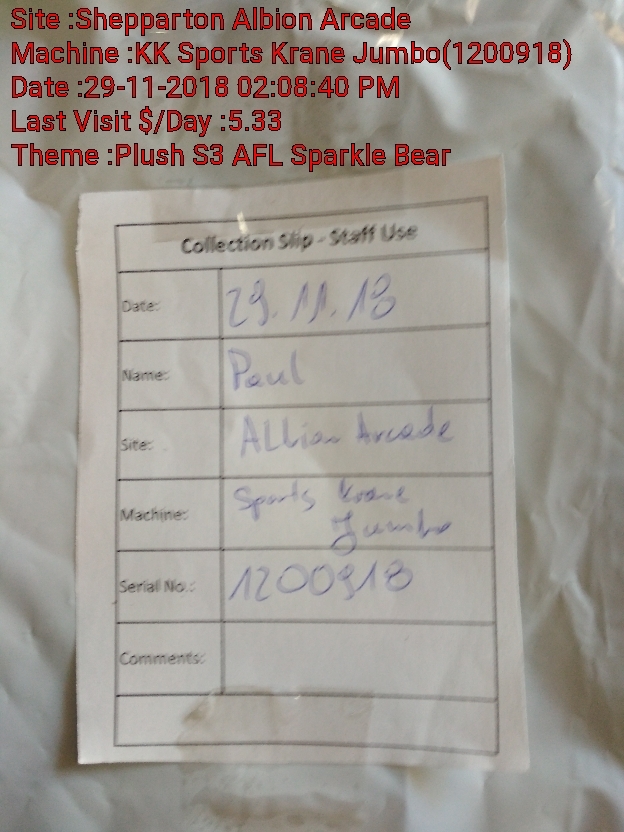 Site :Shepparton Albion Arcade
Machine :KK Sports Krane Jumbo(1200918)
Date :29-11-2018 02:08:40 PM
Last Visit $/Day :5.33
Theme :Plush S3 AFL Sparkle Bear
Collection Slip - Staff Use
Date: 29.11.18
Name: Paul
Site: Albion Arcade
Machine: Sports Krane
Jumbo
Serial No.: 1200918
Comments: